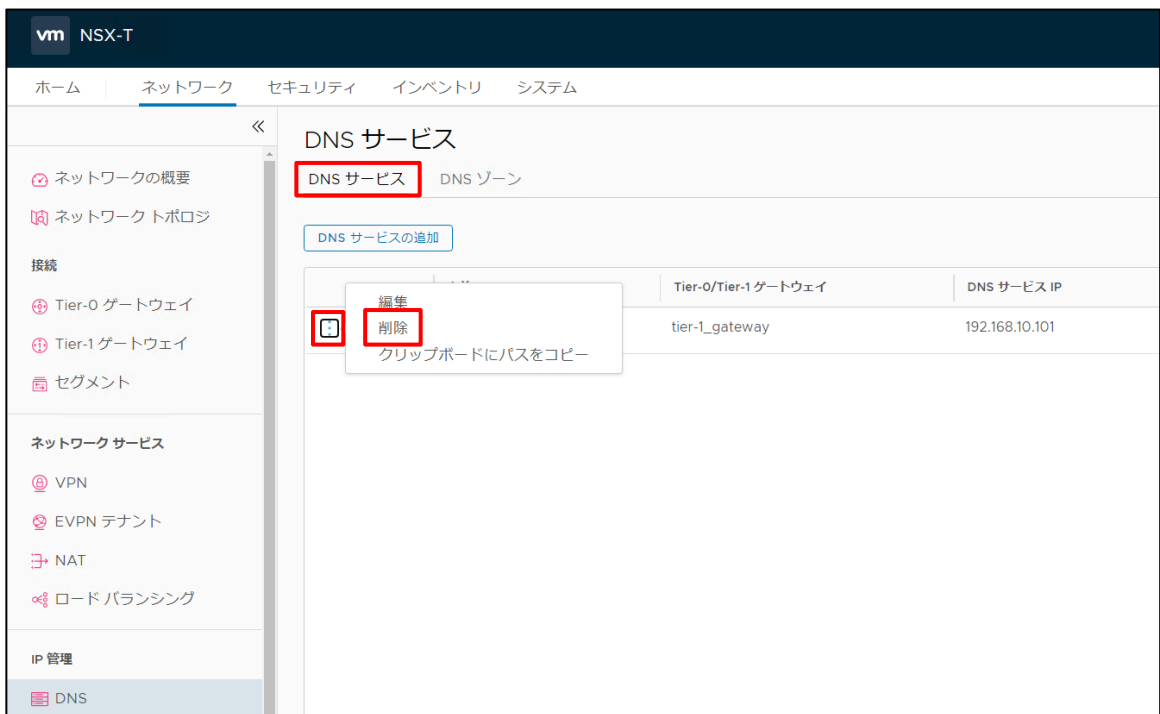 vm NSX-T
ホーム ネットワーク セキュリティ インベントリ システム
DNS サービス
DNS サービス DNS ゾーン
DNS サービスの追加
Tier-0/Tier-1 ゲートウェイ DNS サービス IP
編集
削除
クリップボードにパスをコピー
tier-1_gateway 192.168.10.101
ネットワークの概要
ネットワーク トポロジ
接続
Tier-0 ゲートウェイ
Tier-1 ゲートウェイ
セグメント
ネットワーク サービス
VPN
EVPN テナント
NAT
ロード バランシング
IP 管理
DNS